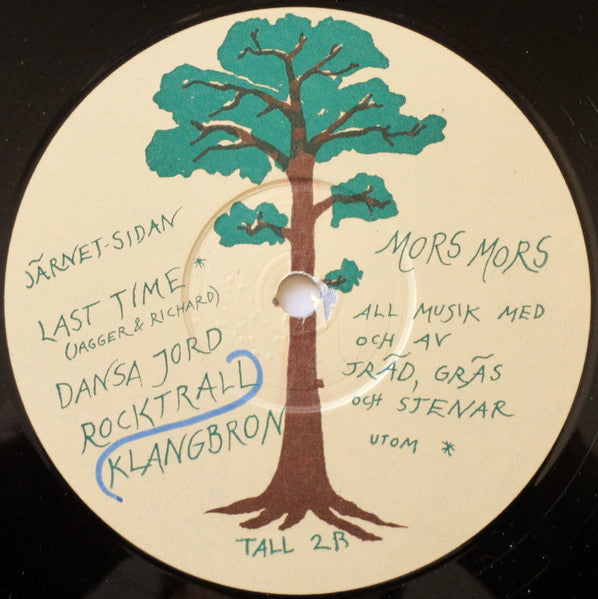 JÄRNET-SIDAN
LAST TIME *
(JAGGER & RICHARD)
DANSA JORD
ROCKTRALL
KLANGBRON
MORS MORS
ALL MUSIK MED
OCH AV
TRÄD, GRÄS
OCH STENAR
UTOM *
TALL 2B